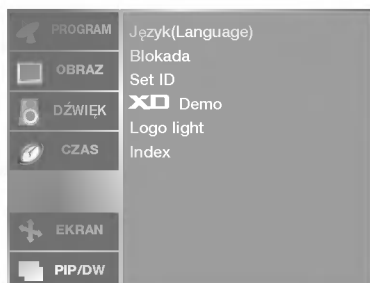 PROGRAM
OBRAZ
DŹWIĘK
CZAS
EKRAN
PIP/DW
Język(Language)
Blokada
Set ID
XD Demo
Logo light
Index